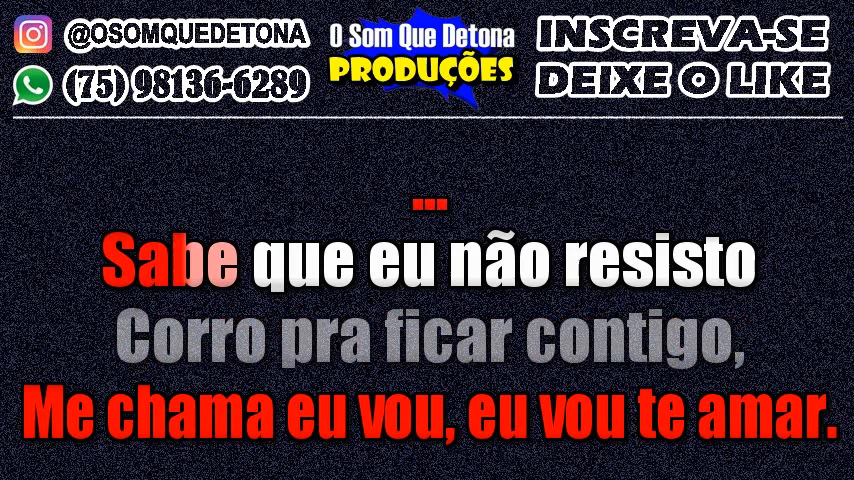 @OSOMQUEDETONA
(75) 98136-6289
O Som Que Detona
PRODUÇÕES
INSCREVA-SE
DEIXE O LIKE
...
Sabe que eu não resisto
Corro pra ficar contigo,
Me chama eu vou, eu vou te amar.